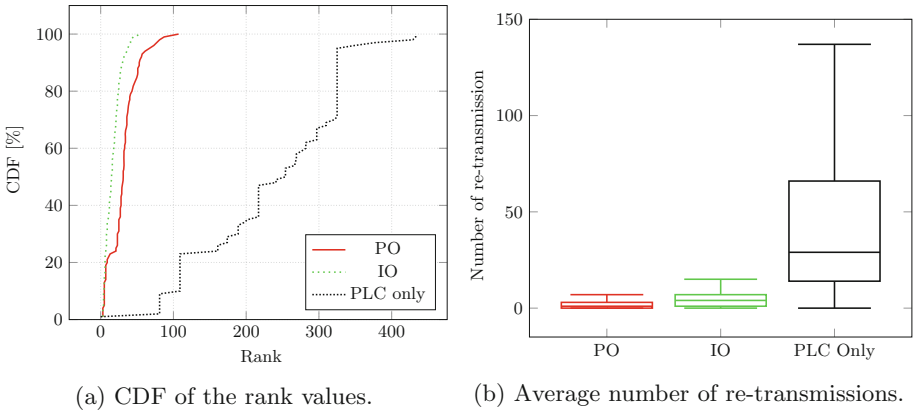 100
80
60
40
20
0
CDF [%]
0
100
200
300
400
Rank
PO
IO
PLC only
(a) CDF of the rank values.
150
100
50
0
Number of re-transmission
PO
IO
PLC Only
(b) Average number of re-transmissions.